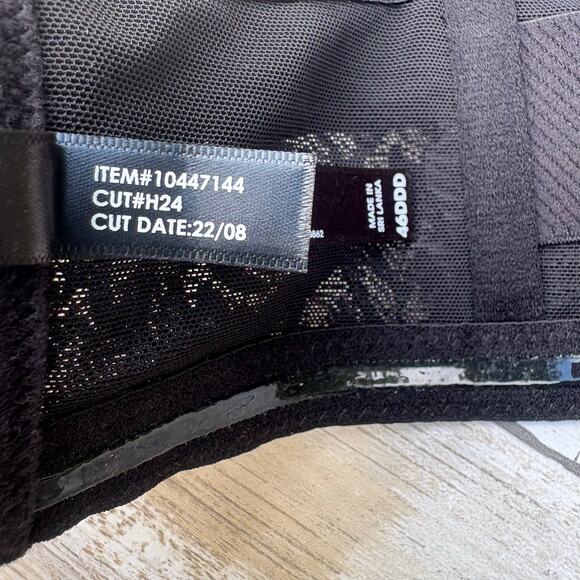 ITEM#10447144
CUT#H24
CUT DATE:22/08
MADE IN
SRI LANKA
46DDD